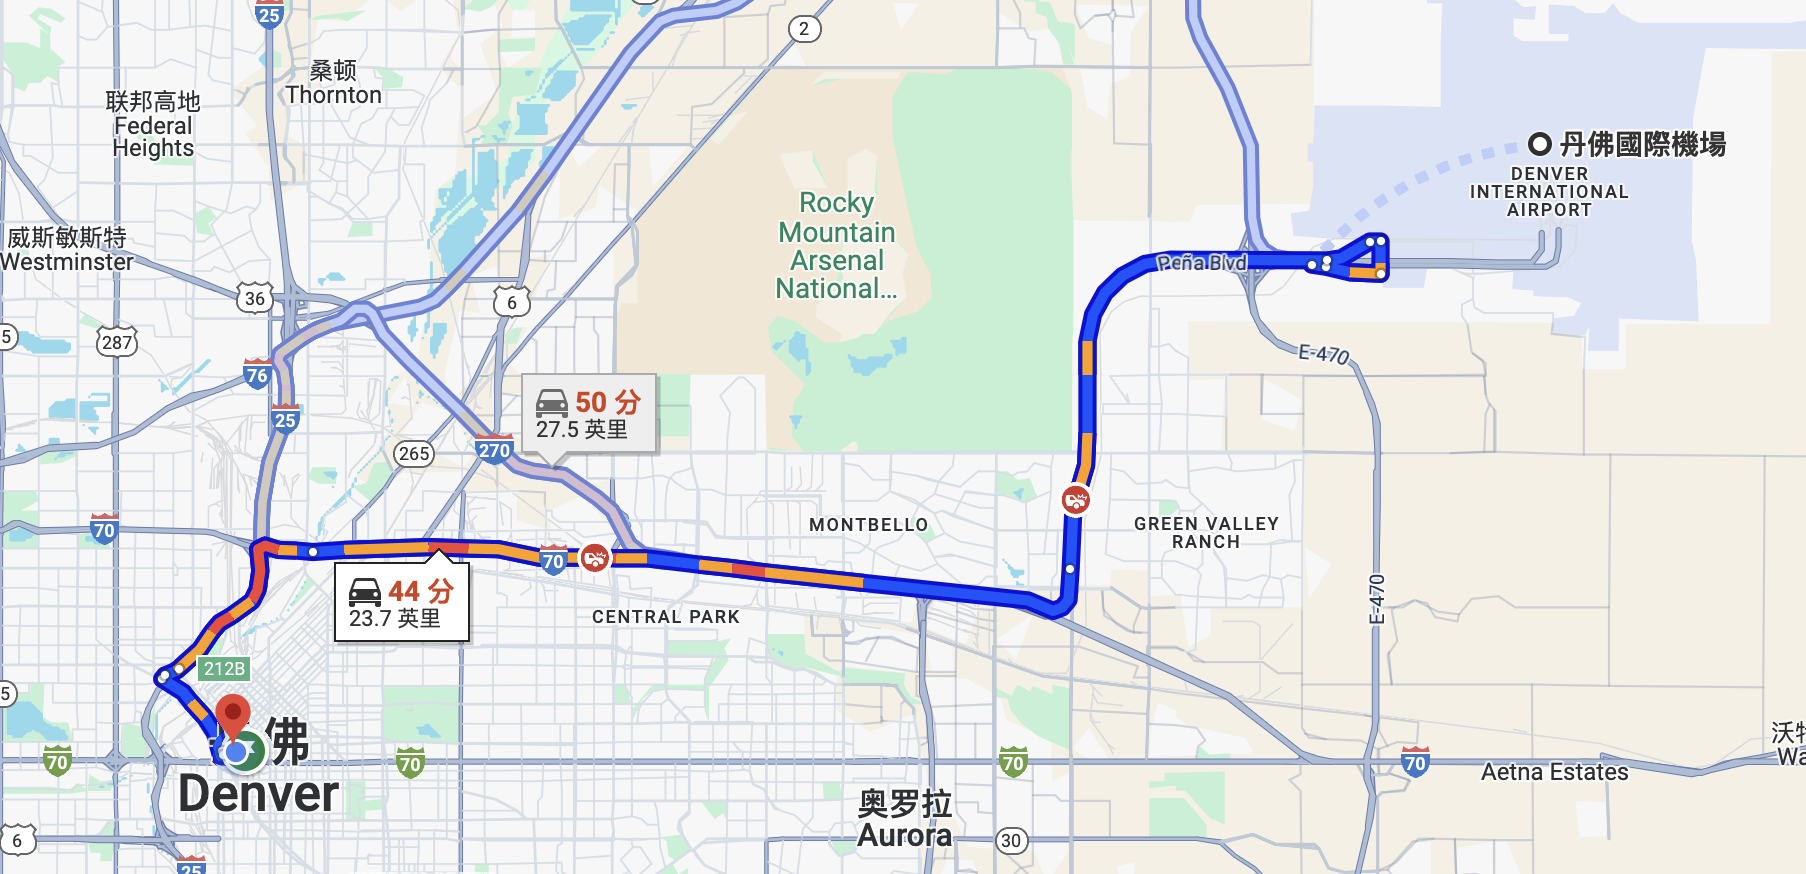 25
2
桑顿
Thornton
联邦高地
Federal
Heights
丹佛國際機場
DENVER
INTERNATIONAL
AIRPORT
Rocky
Mountain
Arsenal
National...
威斯敏斯特
Westminster
Peña Blvd
36
6
5
287
E-470
76
50 分
27.5 英里
25
265
270
70
MONTBELLO
GREEN VALLEY
RANCH
70
44 分
23.7 英里
CENTRAL PARK
E-470
212B
5
佛
Denver
沃特
Wa
70
70
70
70
Aetna Estates
奥罗拉
Aurora
6
30
25